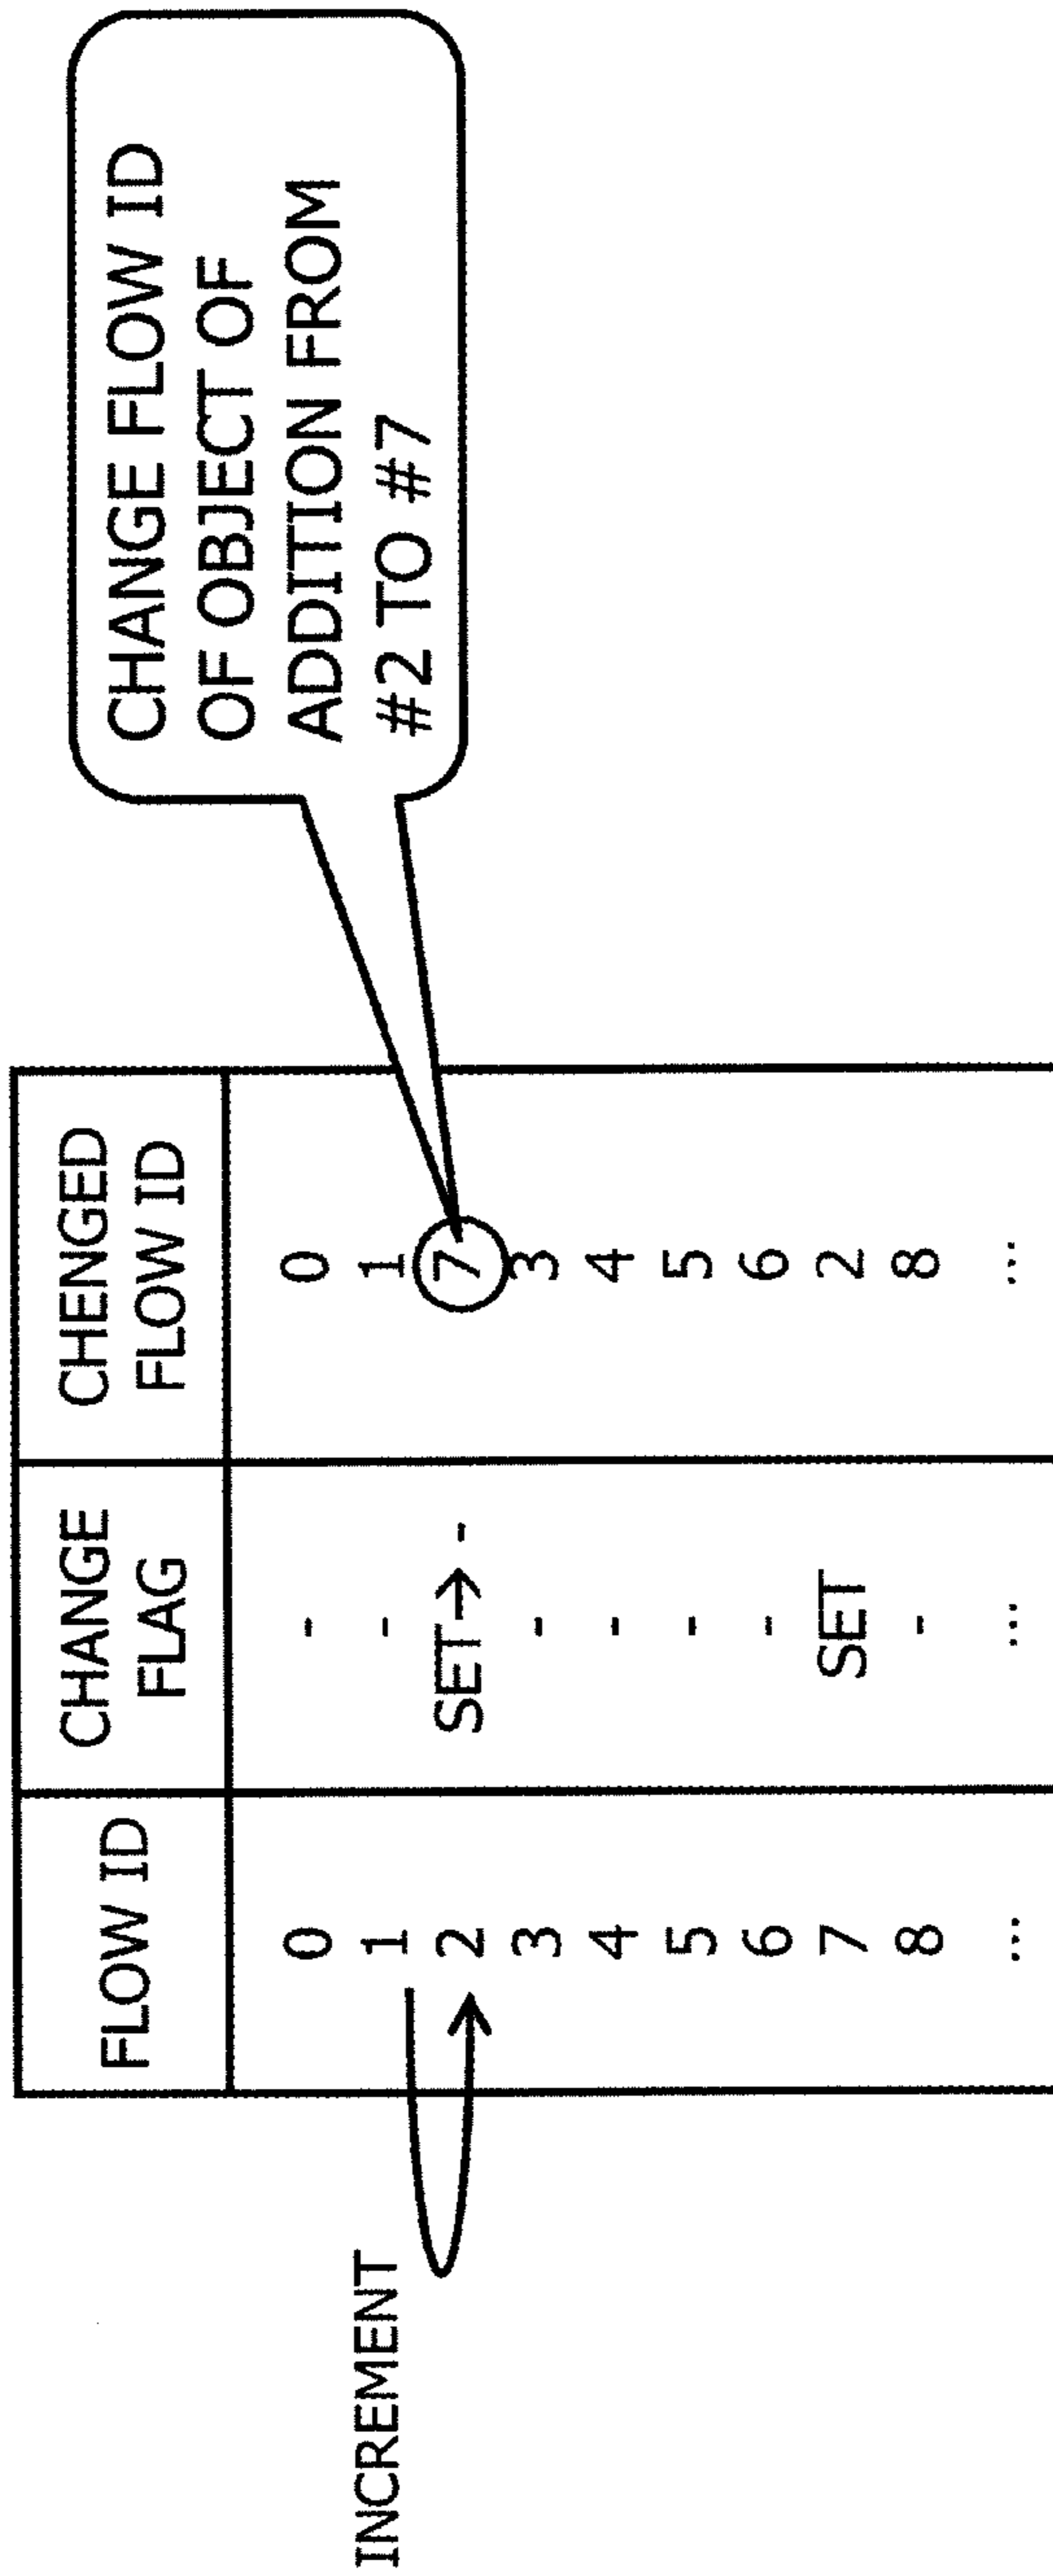 FLOW ID CHANGE FLAG CHENGED FLOW ID
0 - 0
1 - 1
INCREMENT
2 SET→- 7
3 - 3
4 - 4
5 - 5
6 - 6
7 SET 2
8 - 8
... ... ...
CHANGE FLOW ID
OF OBJECT OF
ADDITION FROM
#2 TO #7